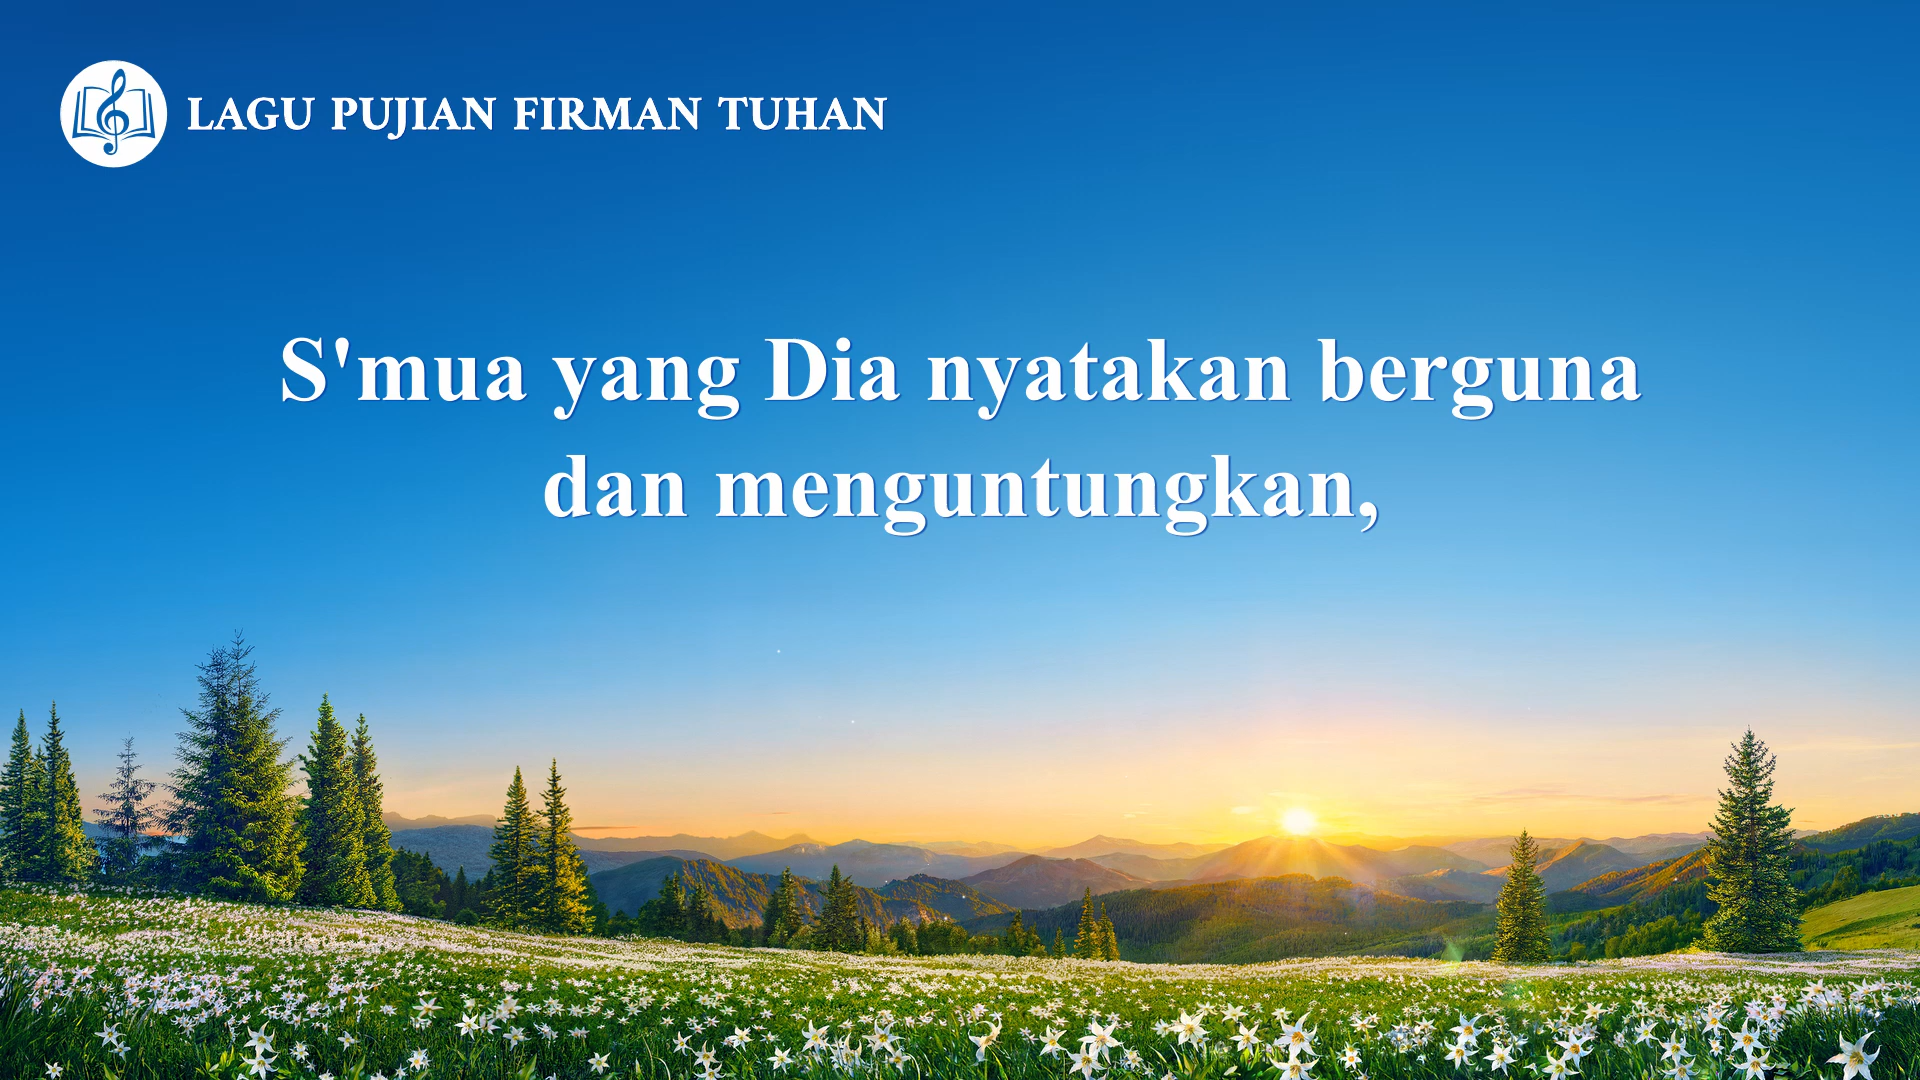 LAGU PUJIAN FIRMAN TUHAN
S'mua yang Dia nyatakan berguna
dan menguntungkan,